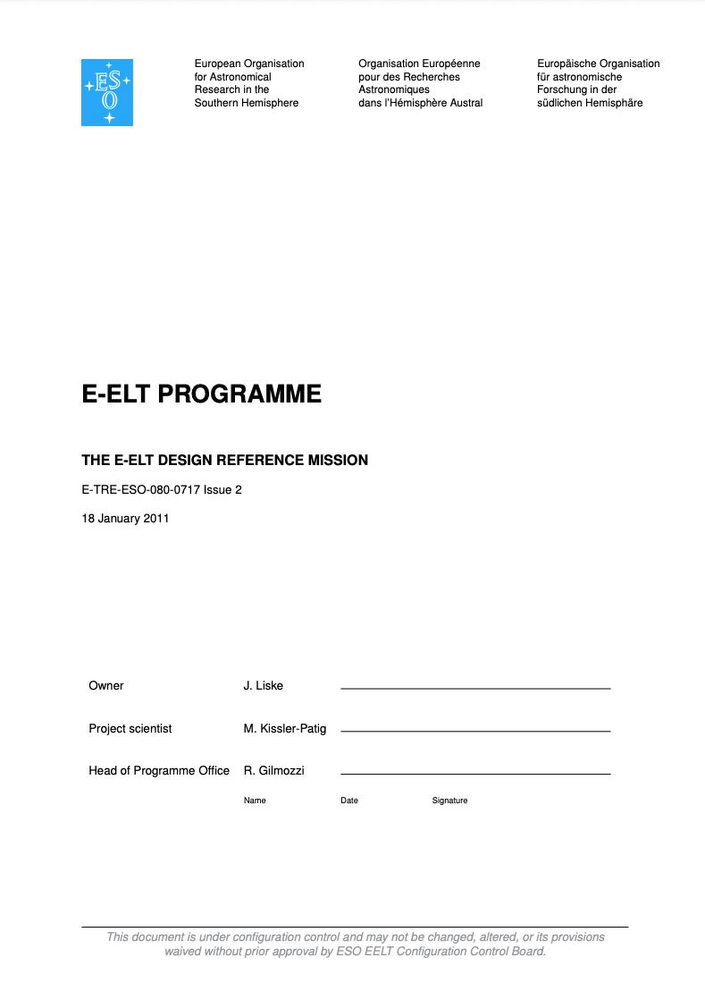 ESO
European Organisation
for Astronomical
Research in the
Southern Hemisphere
Organisation Européenne
pour des Recherches
Astronomiques
dans l'Hémisphère Austral
Europäische Organisation
für astronomische
Forschung in der
südlichen Hemisphäre
E-ELT PROGRAMME
THE E-ELT DESIGN REFERENCE MISSION
E-TRE-ESO-080-0717 Issue 2
18 January 2011
Owner J. Liske
Project scientist M. Kissler-Patig
Head of Programme Office R. Gilmozzi
Name Date Signature
This document is under configuration control and may not be changed, altered, or its provisions
waived without prior approval by ESO EELT Configuration Control Board.